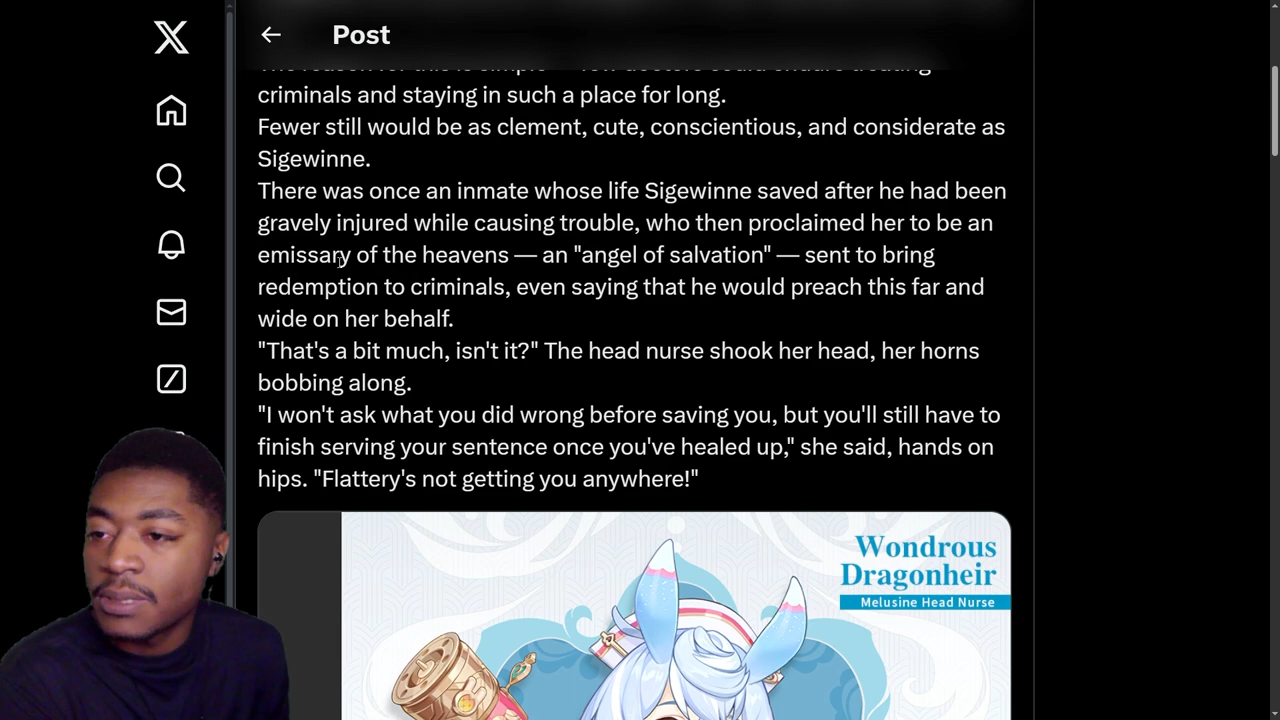 Post
criminals and staying in such a place for long.
Fewer still would be as clement, cute, conscientious, and considerate as
Sigewinne.
There was once an inmate whose life Sigewinne saved after he had been
gravely injured while causing trouble, who then proclaimed her to be an
emissary of the heavens — an "angel of salvation" — sent to bring
redemption to criminals, even saying that he would preach this far and
wide on her behalf.
"That's a bit much, isn't it?" The head nurse shook her head, her horns
bobbing along.
"I won't ask what you did wrong before saving you, but you'll still have to
finish serving your sentence once you've healed up," she said, hands on
hips. "Flattery's not getting you anywhere!"
Wondrous
Dragonheir
Melusine Head Nurse